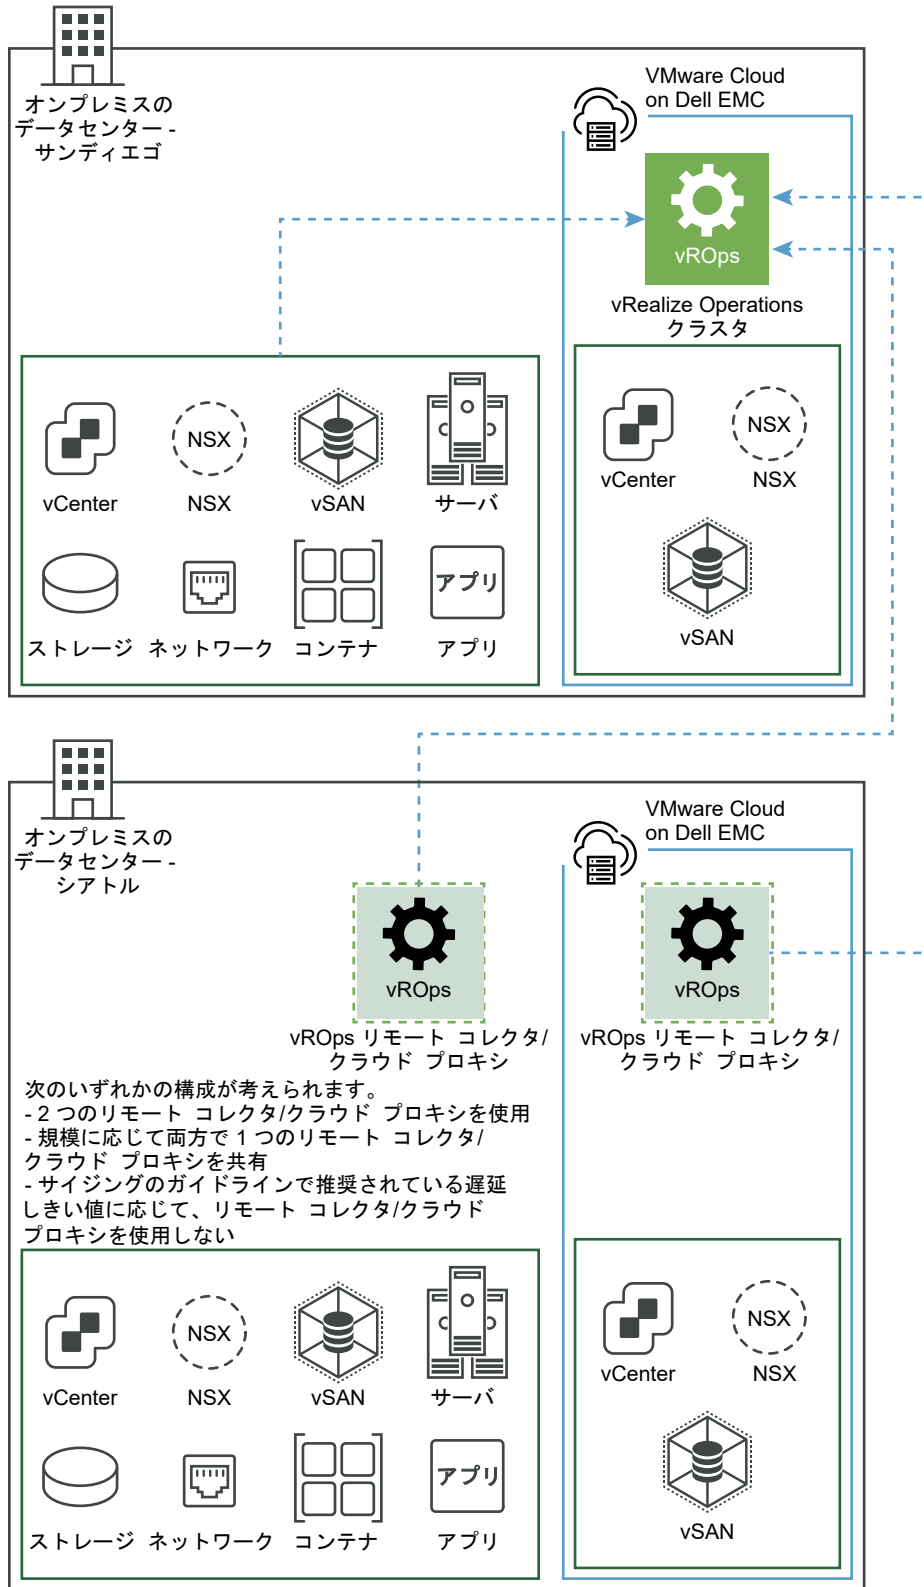 オンプレミスの
データセンター -
サンディエゴ
VMware Cloud
on Dell EMC
vROps
vRealize Operations
クラスタ
vCenter
NSX
NSX
vSAN
サーバ
ストレージ
ネットワーク
コンテナ
アプリ
アプリ
vCenter
NSX
NSX
vSAN
オンプレミスの
データセンター -
シアトル
VMware Cloud
on Dell EMC
vROps
vROps リモート コレクタ/
クラウド プロキシ
vROps
vROps リモート コレクタ/
クラウド プロキシ
次のいずれかの構成が考えられます。
- 2 つのリモート コレクタ/クラウド プロキシを使用
- 規模に応じて両方で 1 つのリモート コレクタ/
クラウド プロキシを共有
- サイジングのガイドラインで推奨されている遅延
しきい値に応じて、リモート コレクタ/クラウド
プロキシを使用しない
vCenter
NSX
NSX
vSAN
サーバ
ストレージ
ネットワーク
コンテナ
アプリ
アプリ
vCenter
NSX
NSX
vSAN